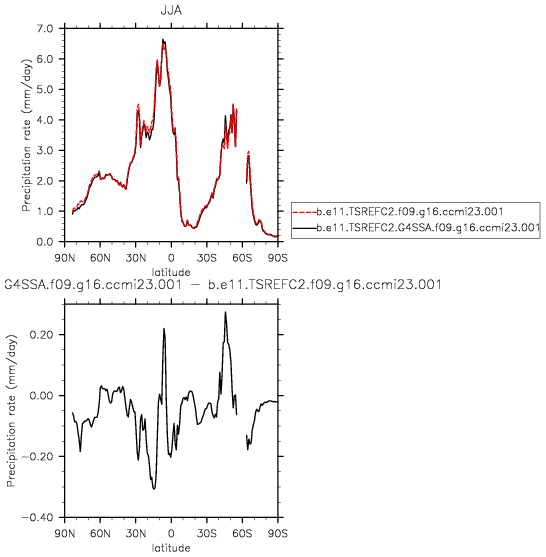 JJA
7.0
6.0
5.0
4.0
3.0
2.0
1.0
0.0
Precipitation rate (mm/day)
90N 60N 30N 0 30S 60S 90S
latitude
b.e11.TSREFC2.f09.g16.ccmi23.001
b.e11.TSREFC2.G4SSA.f09.g16.ccmi23.001
G4SSA.f09.g16.ccmi23.001 − b.e11.TSREFC2.f09.g16.ccmi23.001
0.20
0.00
−0.20
−0.40
Precipitation rate (mm/day)
90N 60N 30N 0 30S 60S 90S
latitude